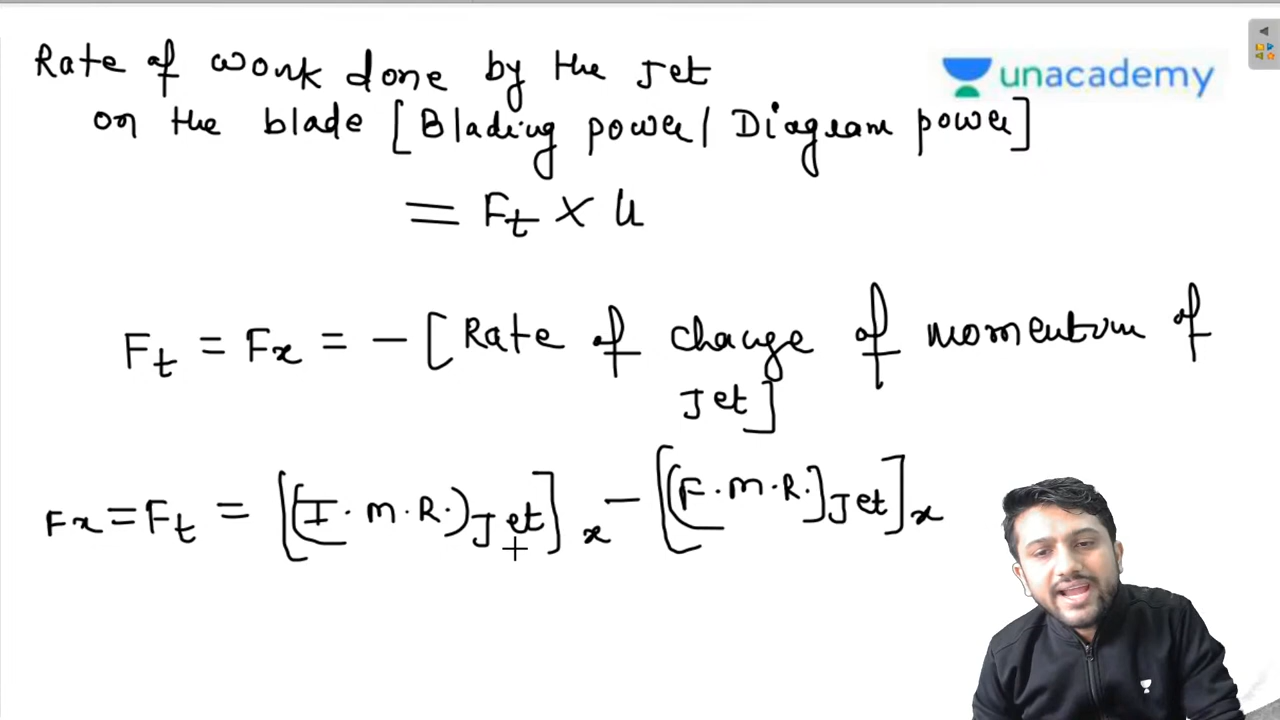 Rate of work done by the Jet
unacademy
on the blade [Blading power/ Diagram power]
= Ft × u
Ft = Fx = - [Rate of change of momentum of
Jet]
Fx = Ft = [(I.M.R.)Jet]x - [(F.M.R.)Jet]x